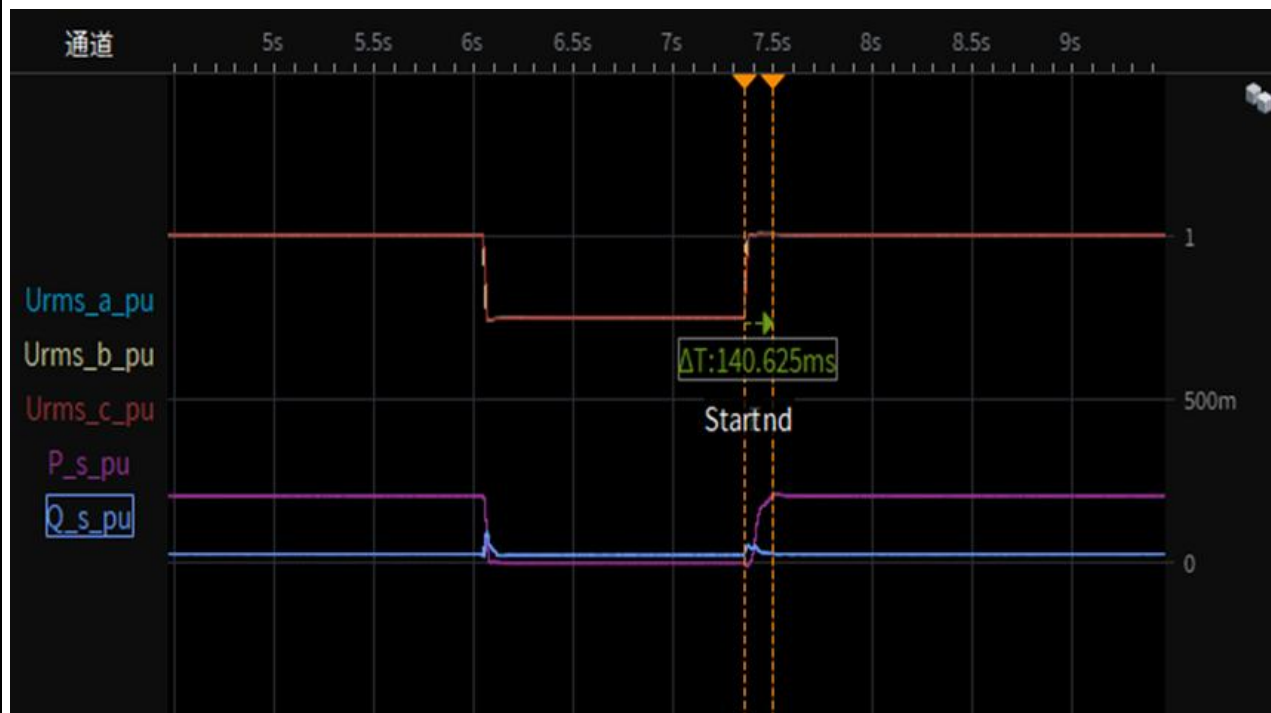 通道 5s 5.5s 6s 6.5s 7s 7.5s 8s 8.5s 9s
1
Urms_a_pu
Urms_b_pu
ΔT:140.625ms
500m
Urms_c_pu
Startnd
P_s_pu
Q_s_pu
0